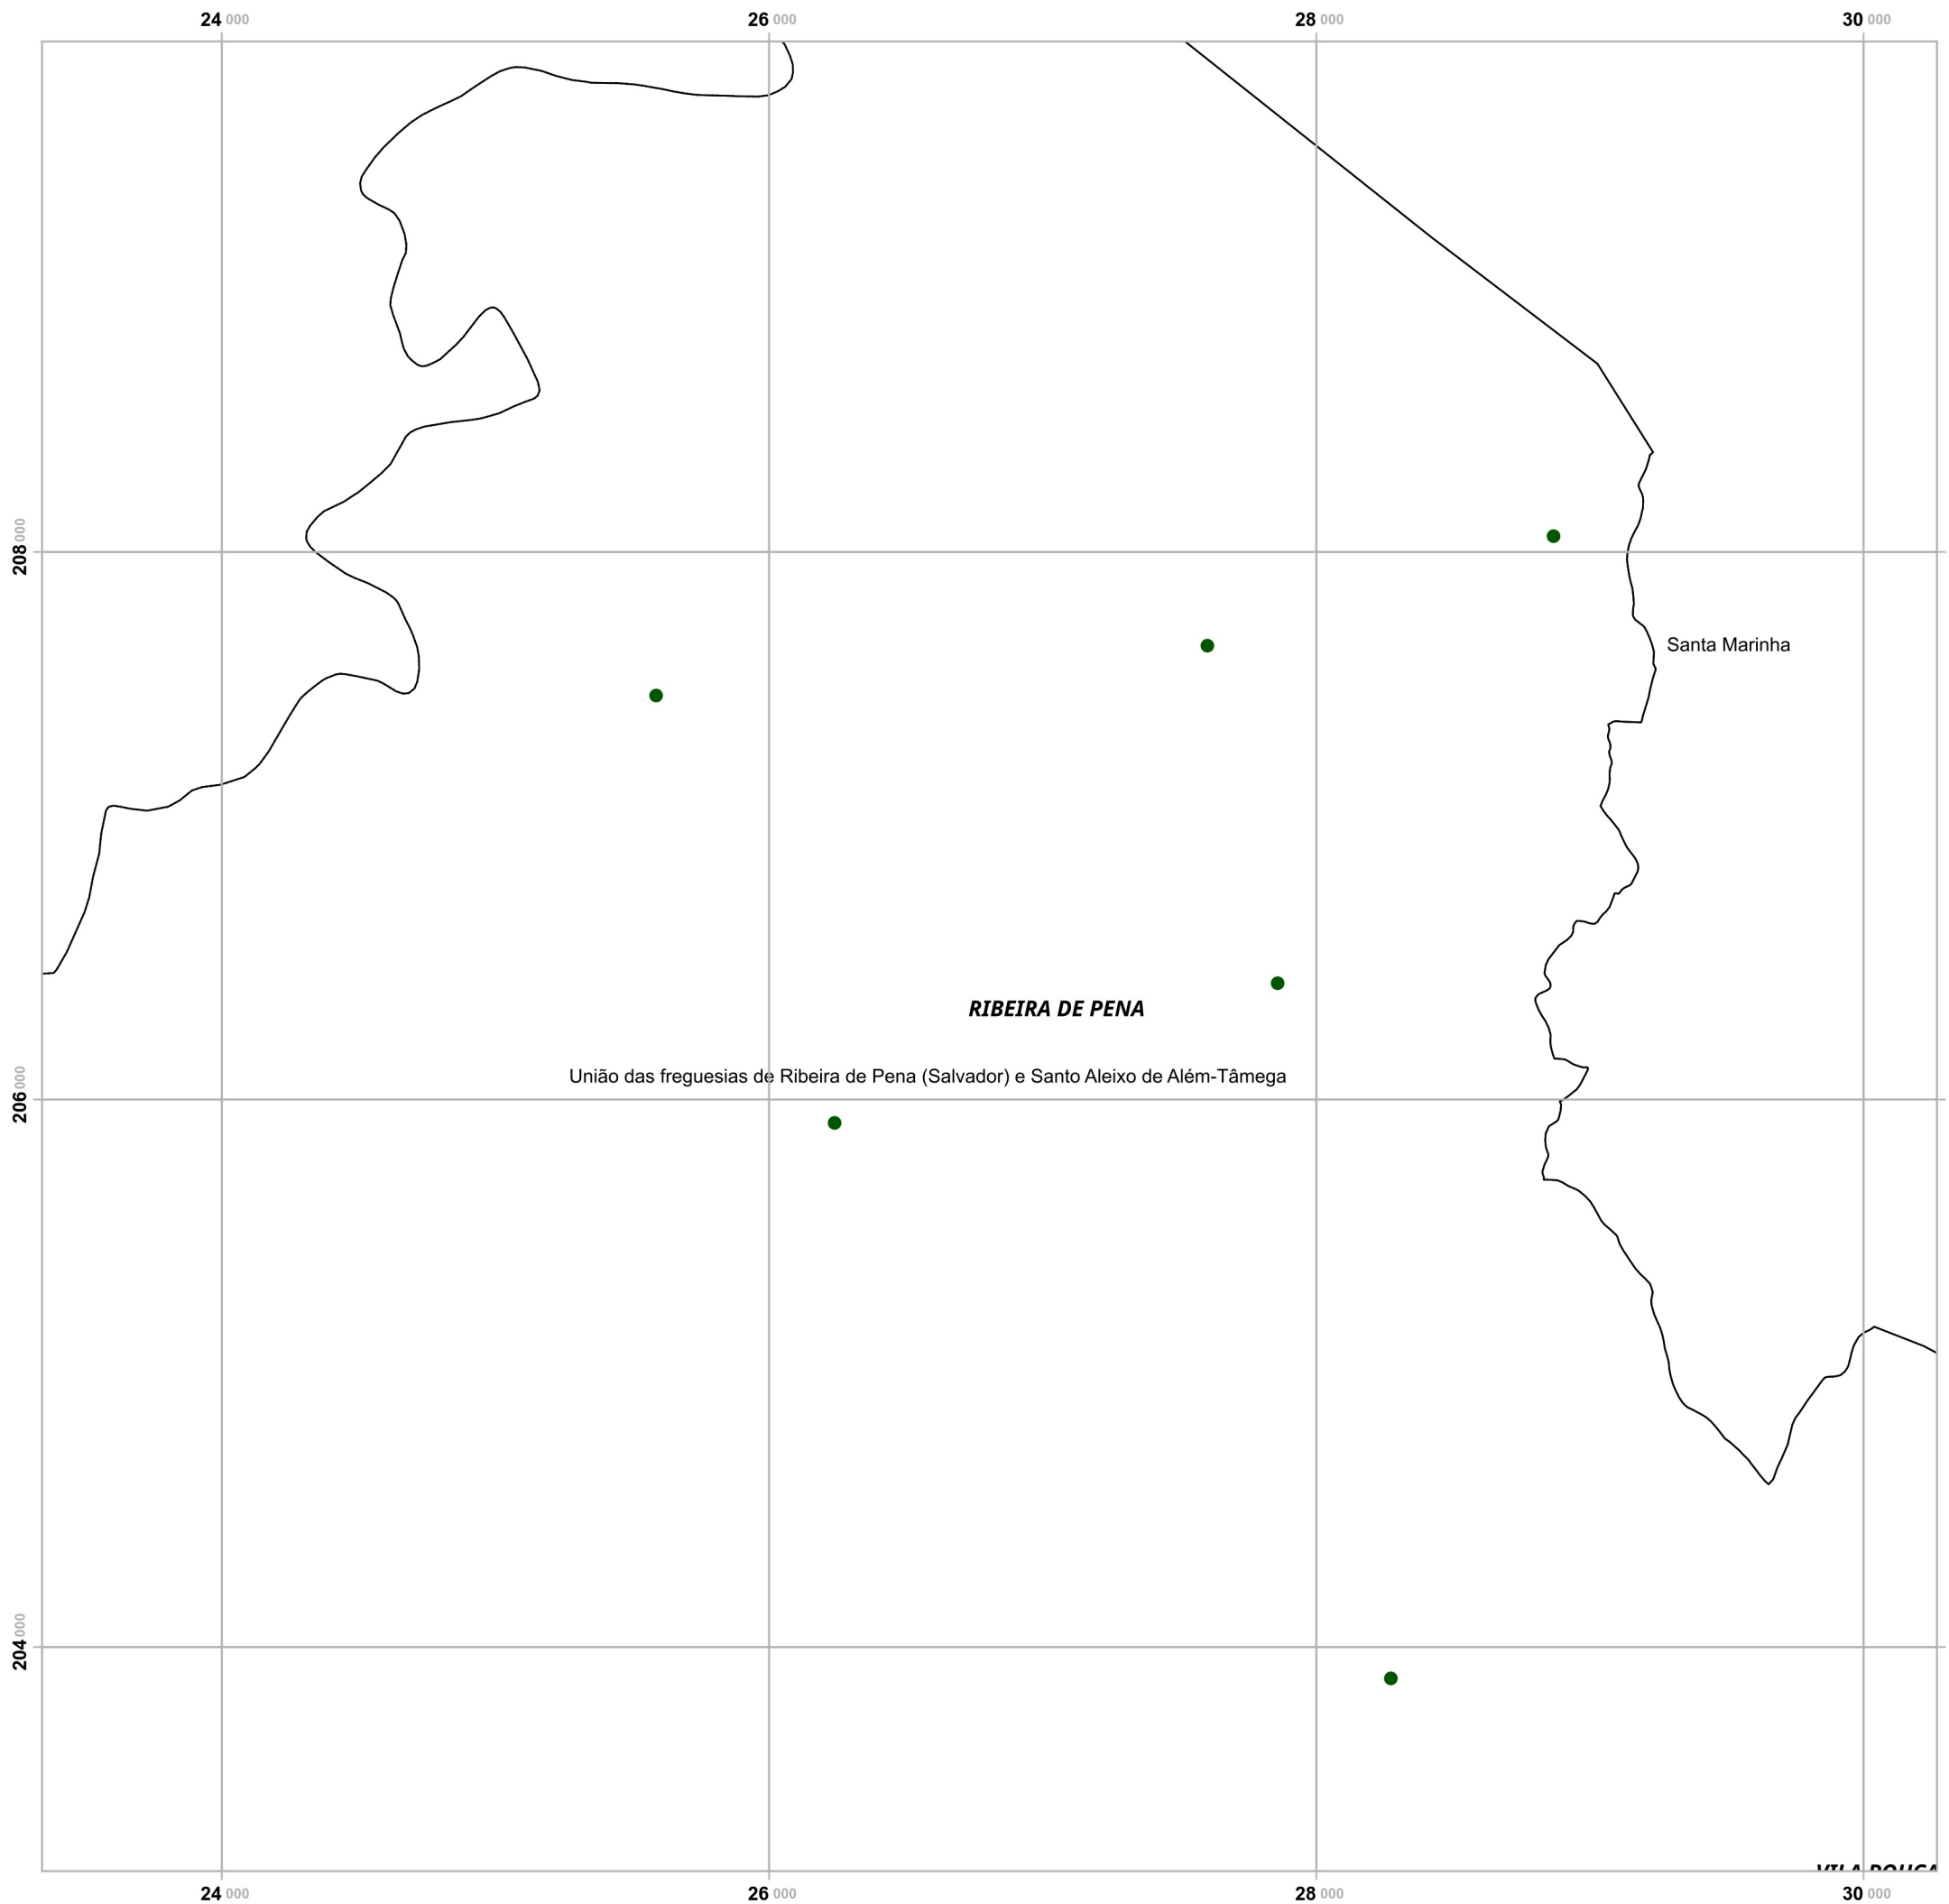 24 000
26 000
28 000
30 000
208 000
Santa Marinha
RIBEIRA DE PENA
União das freguesias de Ribeira de Pena (Salvador) e Santo Aleixo de Além-Tâmega
206 000
204 000
VILA POUCA
24 000
26 000
28 000
30 000